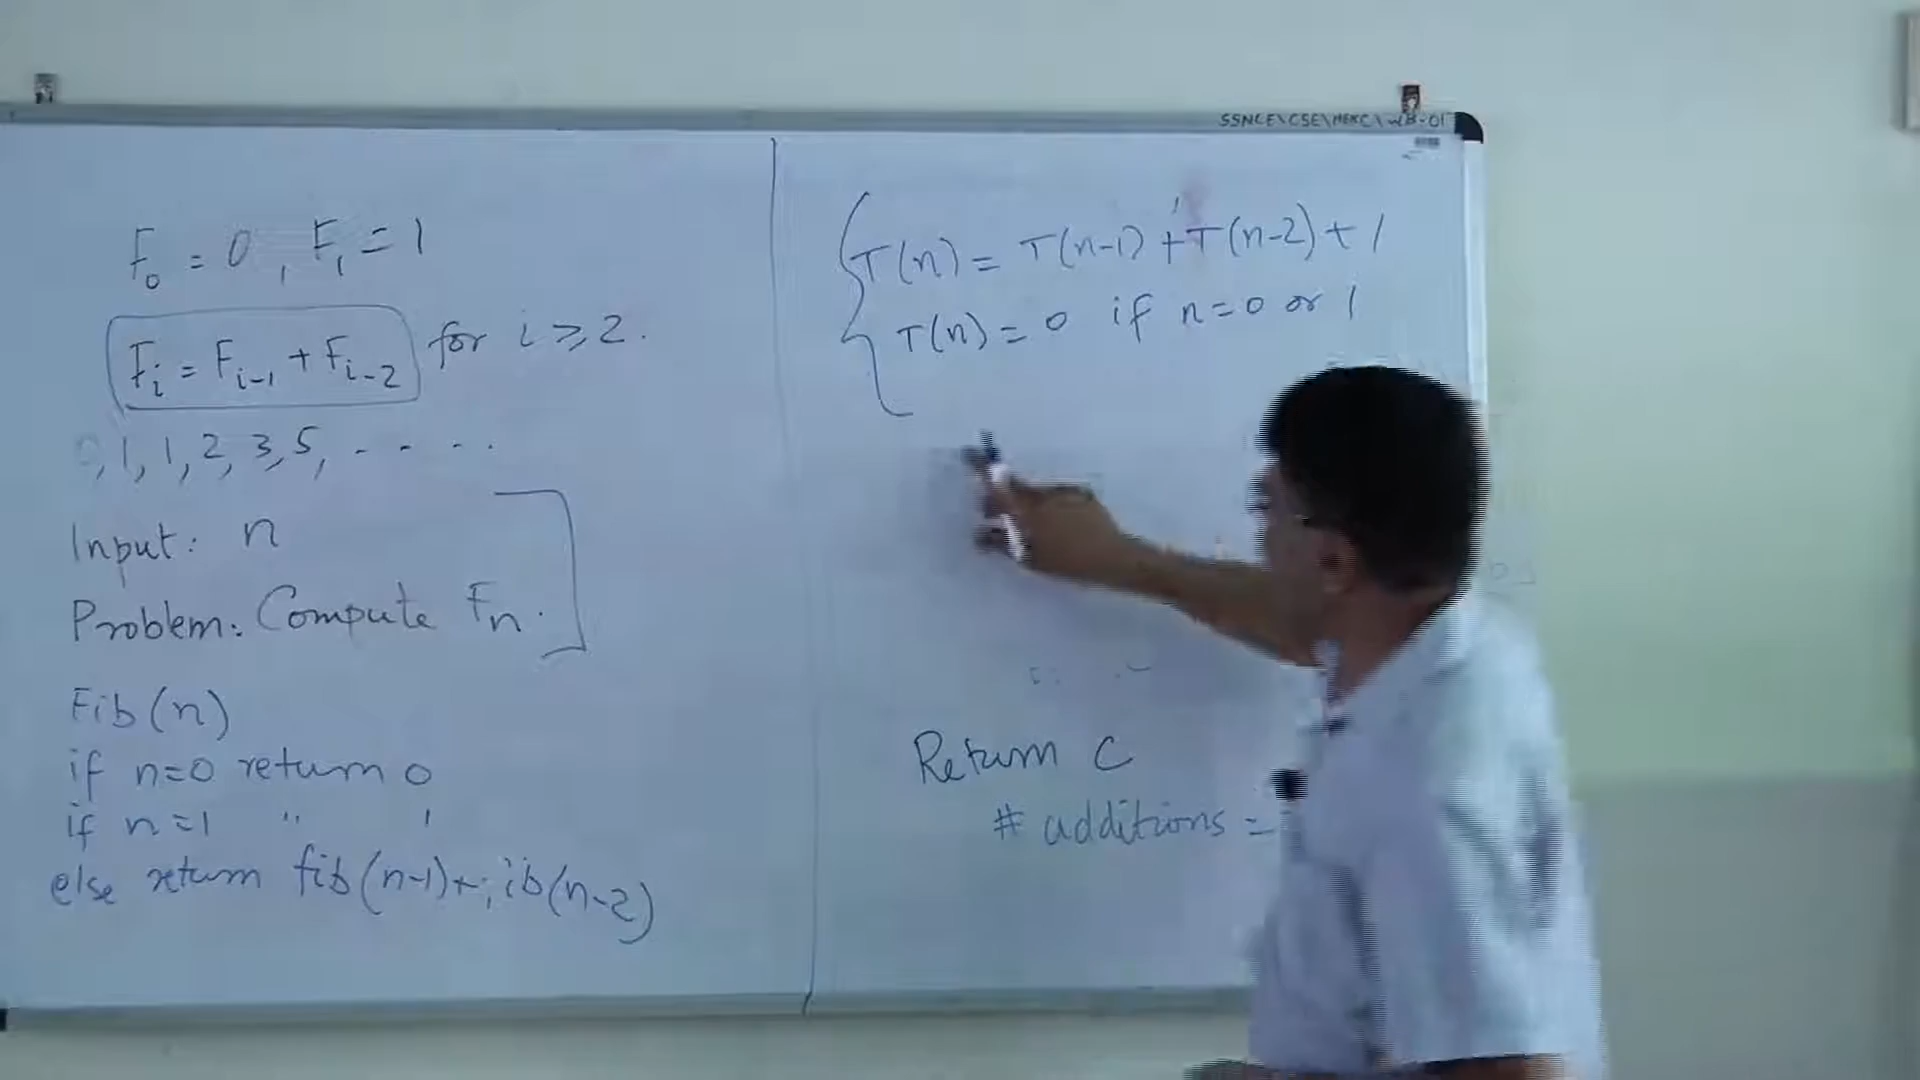 SSNCE\CSE\MERC\WB-01
F₀ = 0, F₁ = 1
Fᵢ = Fᵢ₋₁ + Fᵢ₋₂ for i ≥ 2.
, 1, 1, 2, 3, 5, - - - -
Input: n
Problem: Compute Fₙ.
Fib(n)
if n=0 return 0
if n=1 " 1
else return fib(n-1)+ ib(n-2)
T(n) = T(n-1) + T(n-2) + 1
T(n) = 0 if n=0 or 1
Return C
# additions =